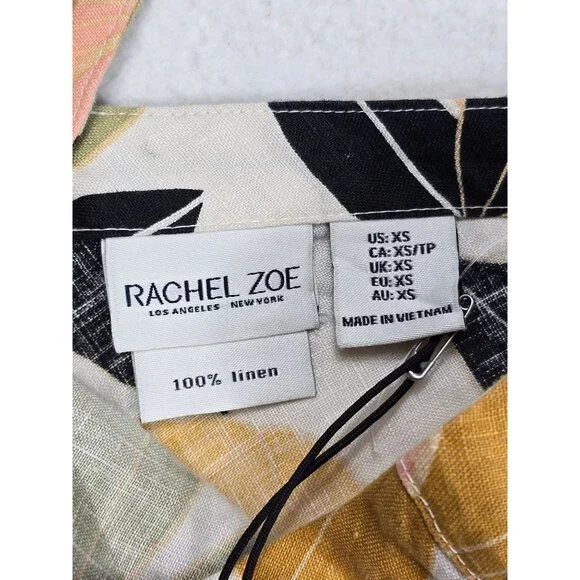 RACHEL ZOE
LOS ANGELES NEW YORK
100% linen
US: XS
CA: XS/TP
UK: XS
EU: XS
AU: XS
MADE IN VIETNAM